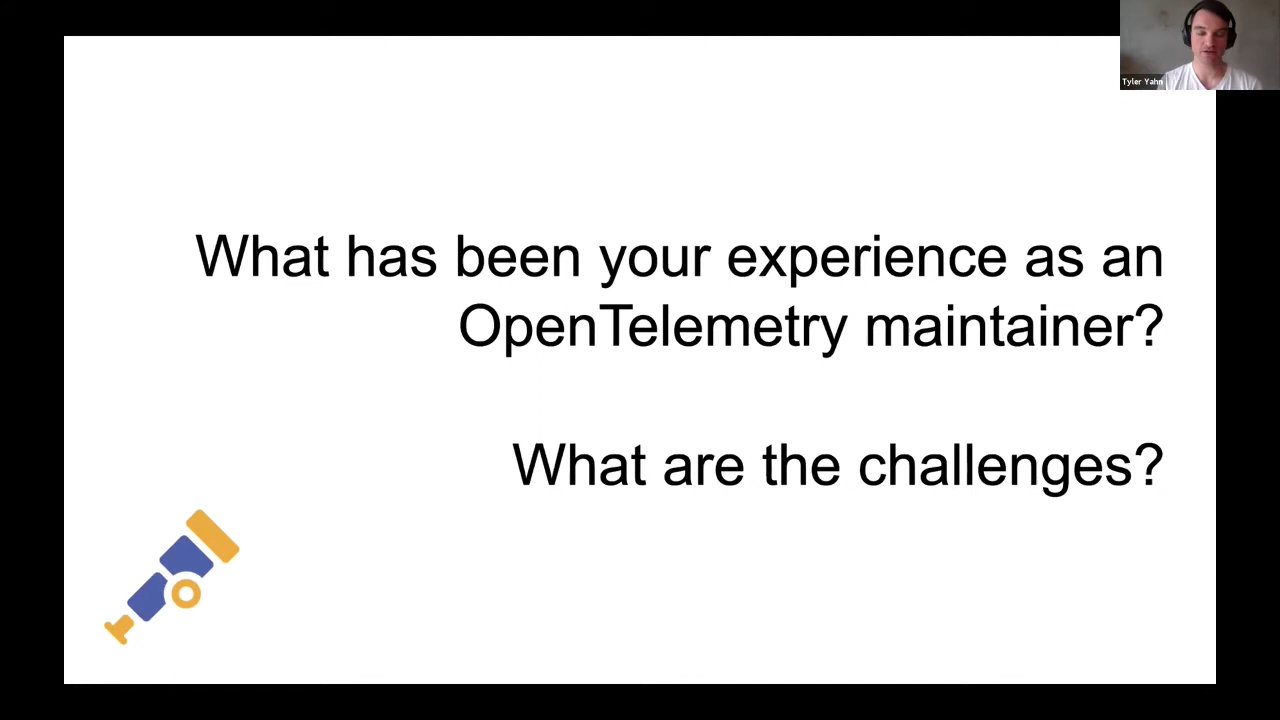 Tyler Yahn
What has been your experience as an
OpenTelemetry maintainer?
What are the challenges?